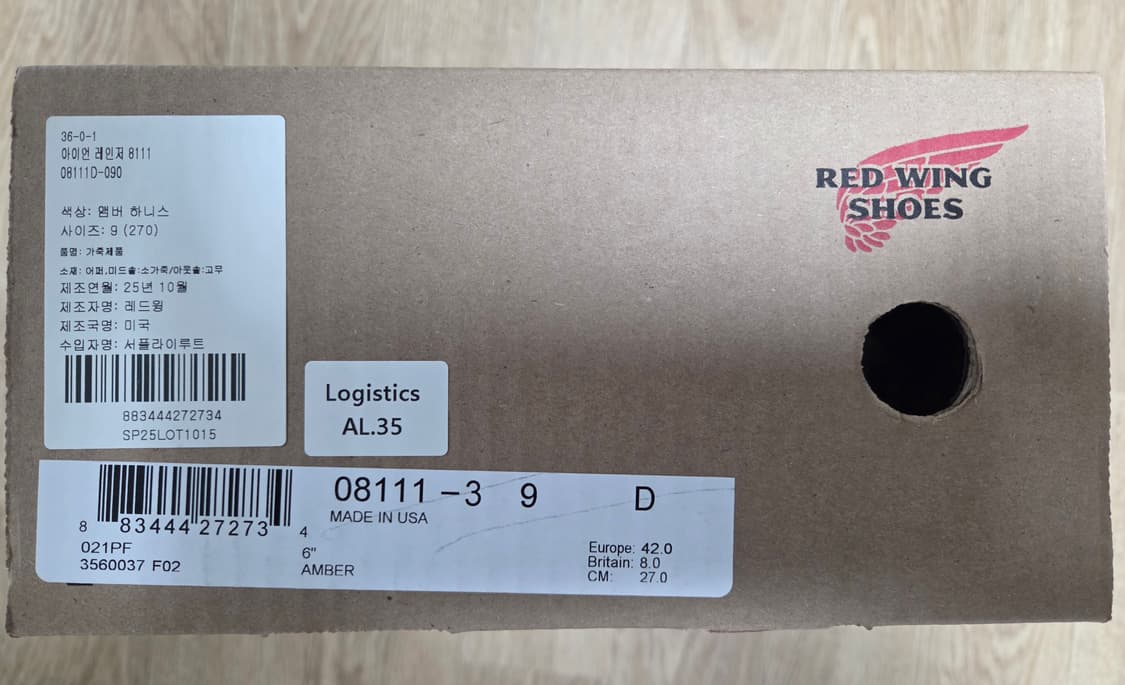 36-0-1
아이언 레인저 8111
08111D-090
색상: 앰버 하니스
사이즈: 9 (270)
품명: 가죽제품
소재: 어퍼,미드솔:소가죽/아웃솔:고무
제조연월: 25년 10월
제조자명: 레드윙
제조국명: 미국
수입자명: 서플라이루트
883444272734
SP25LOT1015
Logistics
AL.35
RED WING
SHOES
08111-3 9 D
MADE IN USA
8 83444 27273 4
021PF
3560037 F02
6"
AMBER
Europe: 42.0
Britain: 8.0
CM: 27.0